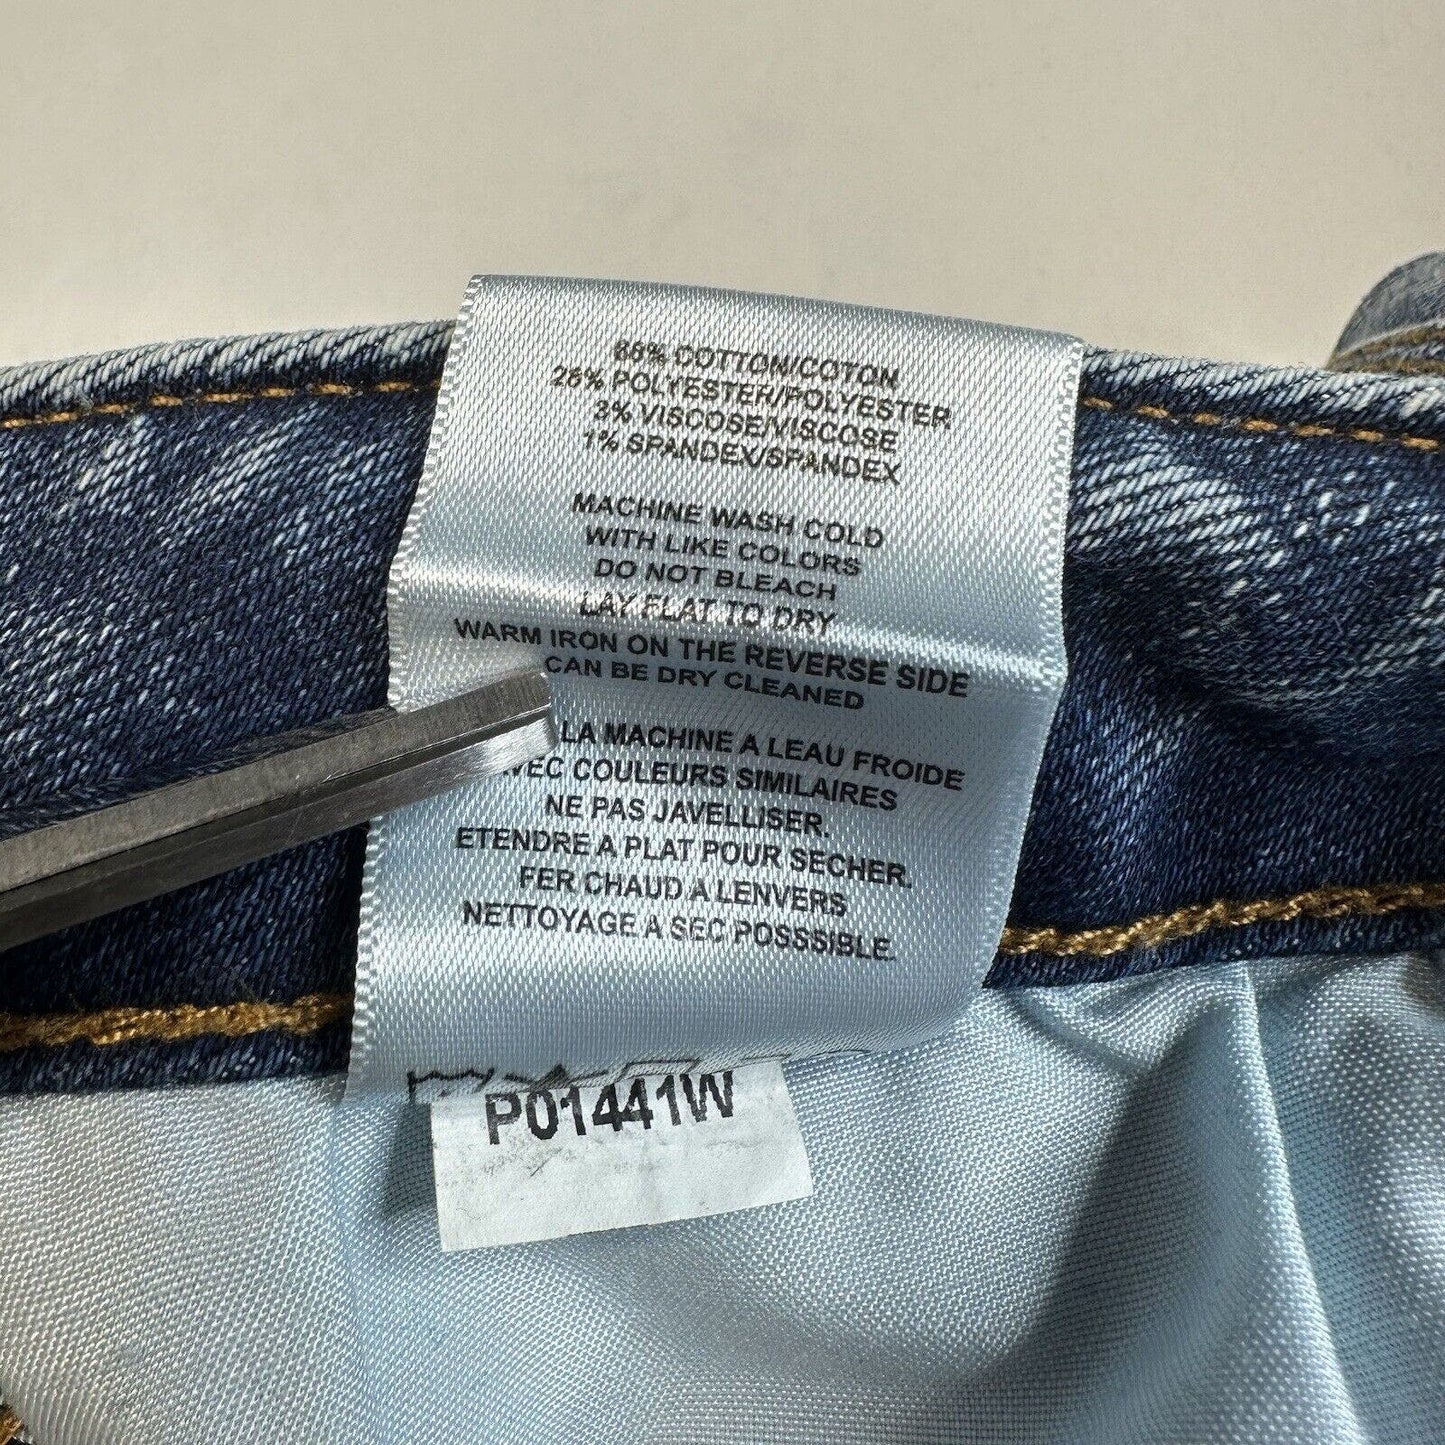 68% COTTON/COTON
28% POLYESTER/POLYESTER
3% VISCOSE/VISCOSE
1% SPANDEX/SPANDEX
MACHINE WASH COLD
WITH LIKE COLORS
DO NOT BLEACH
LAY FLAT TO DRY
WARM IRON ON THE REVERSE SIDE
CAN BE DRY CLEANED
LA MACHINE A LEAU FROIDE
COULEURS SIMILAIRES
NE PAS JAVELLISER.
ETENDRE A PLAT POUR SECHER.
FER CHAUD A LENVERS
NETTOYAGE A SEC POSSSIBLE.
P01441W